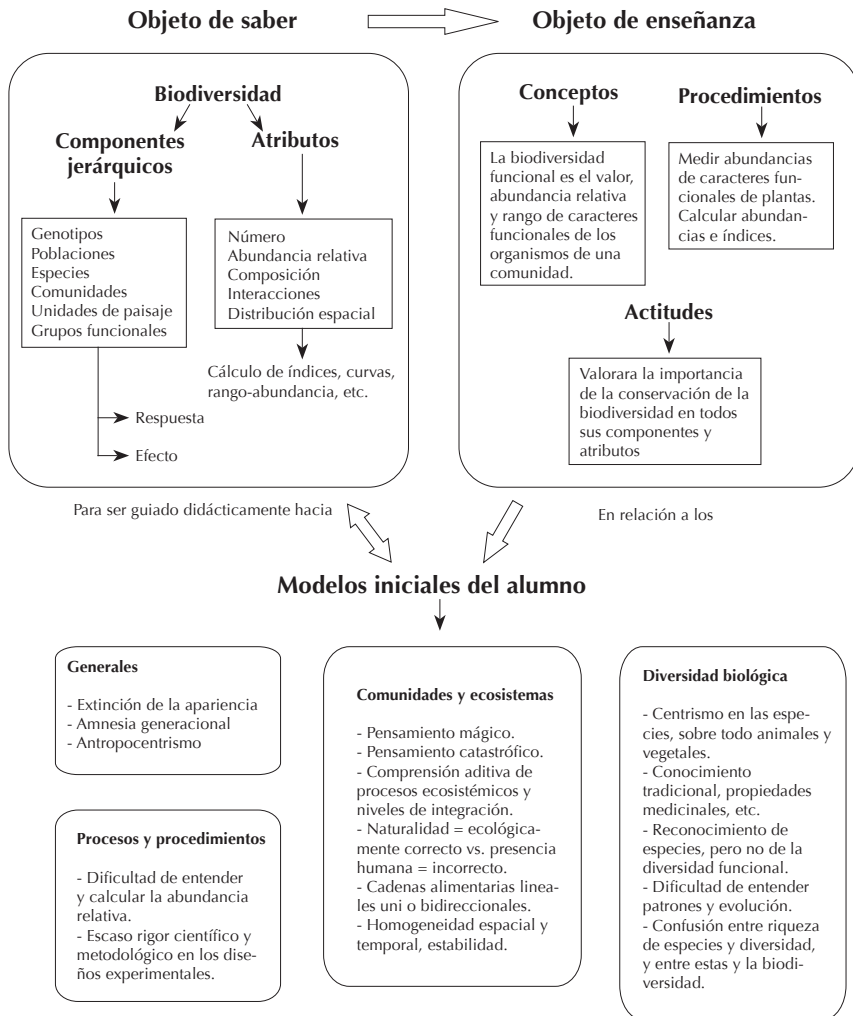 Objeto de saber
Objeto de enseñanza
Biodiversidad
Componentes
jerárquicos
Atributos
Genotipos
Poblaciones
Especies
Comunidades
Unidades de paisaje
Grupos funcionales
Número
Abundancia relativa
Composición
Interacciones
Distribución espacial
Cálculo de índices, curvas,
rango-abundancia, etc.
Respuesta
Efecto
Conceptos
La biodiversidad
funcional es el valor,
abundancia relativa
y rango de caracteres
funcionales de los
organismos de una
comunidad.
Procedimientos
Medir abundancias
de caracteres fun-
cionales de plantas.
Calcular abundan-
cias e índices.
Actitudes
Valorara la importancia
de la conservación de la
biodiversidad en todos
sus componentes y
atributos
Para ser guiado didácticamente hacia
En relación a los
Modelos iniciales del alumno
Generales
- Extinción de la apariencia
- Amnesia generacional
- Antropocentrismo
Procesos y procedimientos
- Dificultad de entender
y calcular la abundancia
relativa.
- Escaso rigor científico y
metodológico en los dise-
ños experimentales.
Comunidades y ecosistemas
- Pensamiento mágico.
- Pensamiento catastrófico.
- Comprensión aditiva de
procesos ecosistémicos y
niveles de integración.
- Naturalidad = ecológica-
mente correcto vs. presencia
humana = incorrecto.
- Cadenas alimentarias linea-
les uni o bidireccionales.
- Homogeneidad espacial y
temporal, estabilidad.
Diversidad biológica
- Centrismo en las espe-
cies, sobre todo animales y
vegetales.
- Conocimiento
tradicional, propiedades
medicinales, etc.
- Reconocimiento de
especies, pero no de la
diversidad funcional.
- Dificultad de entender
patrones y evolución.
- Confusión entre riqueza
de especies y diversidad,
y entre estas y la biodi-
versidad.